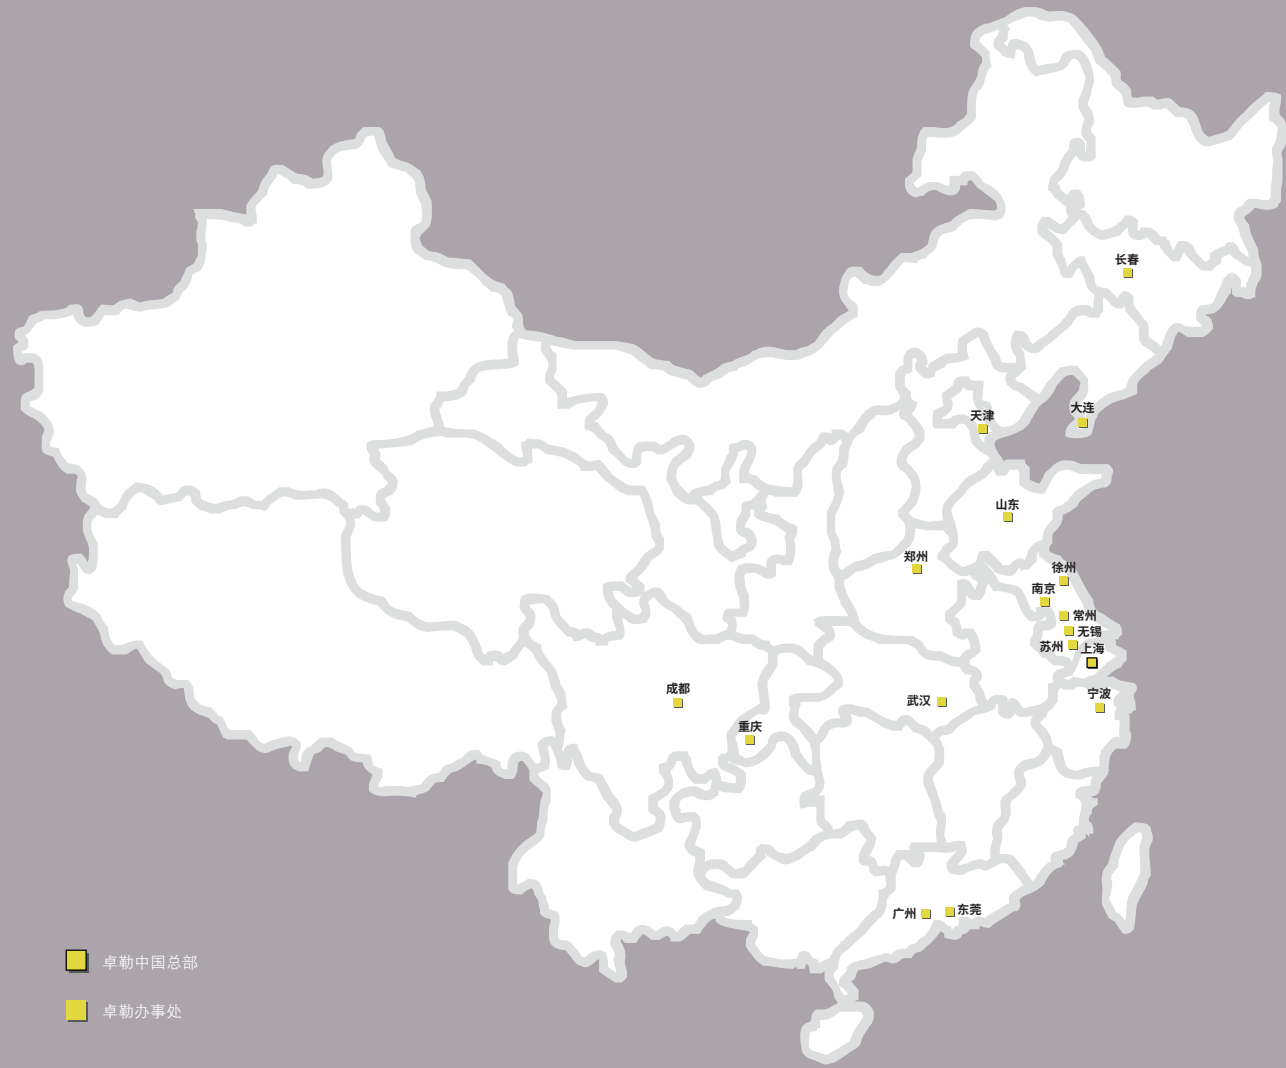 长春
大连
天津
山东
郑州
徐州
南京
常州
无锡
苏州
上海
成都
宁波
武汉
重庆
广州
东莞
卓勒中国总部
卓勒办事处